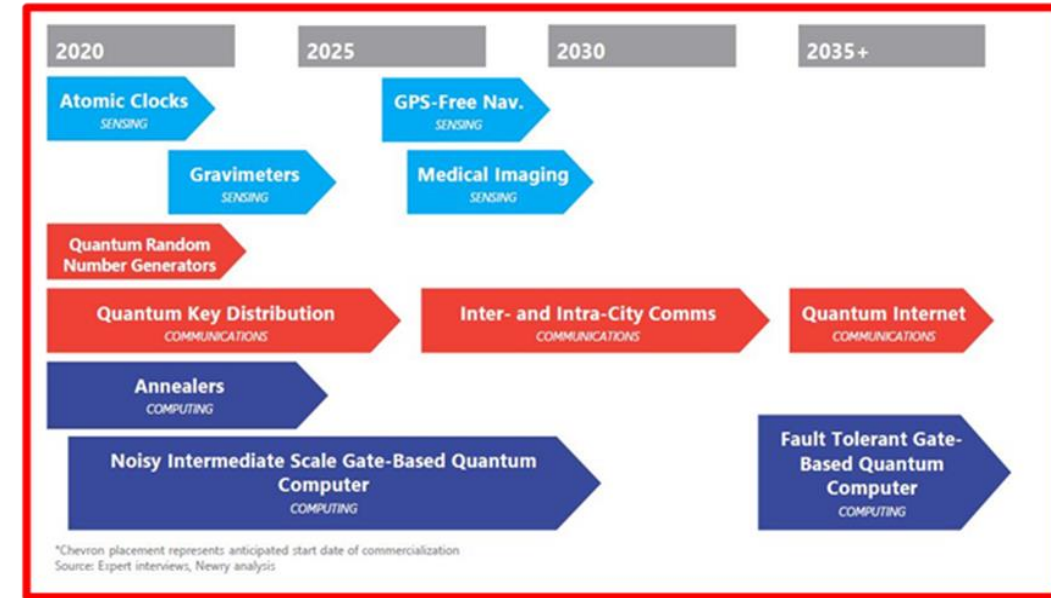 2020
2025
2030
2035+
Atomic Clocks
SENSING
GPS-Free Nav.
SENSING
Gravimeters
SENSING
Medical Imaging
SENSING
Quantum Random
Number Generators
Quantum Key Distribution
COMMUNICATIONS
Inter- and Intra-City Comms
COMMUNICATIONS
Quantum Internet
COMMUNICATIONS
Annealers
COMPUTING
Noisy Intermediate Scale Gate-Based Quantum
Computer
COMPUTING
Fault Tolerant Gate-
Based Quantum
Computer
COMPUTING
*Chevron placement represents anticipated start date of commercialization
Source: Expert interviews, Newry analysis